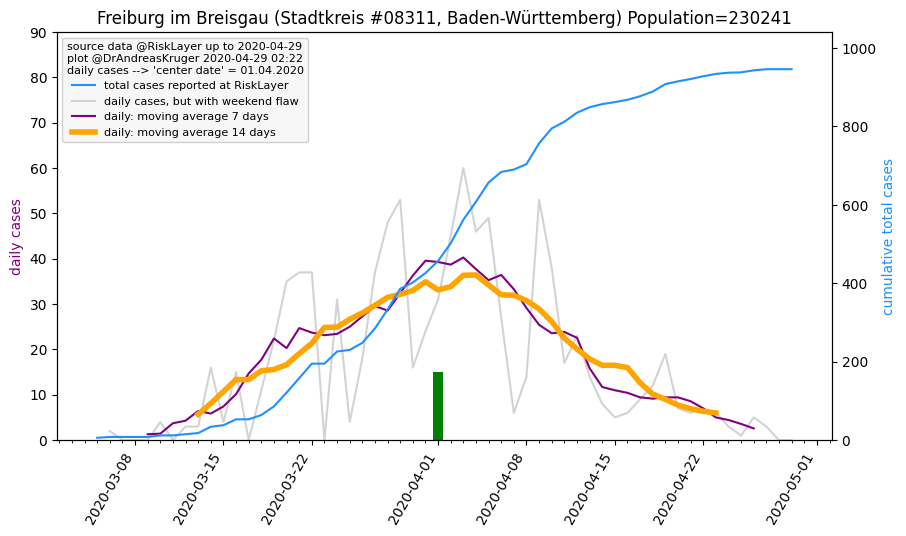 Freiburg im Breisgau (Stadtkreis #08311, Baden-Württemberg) Population=230241
source data @RiskLayer up to 2020-04-29
plot @DrAndreasKruger 2020-04-29 02:22
daily cases --> 'center date' = 01.04.2020
total cases reported at RiskLayer
daily cases, but with weekend flaw
daily: moving average 7 days
daily: moving average 14 days
daily cases
90
80
70
60
50
40
30
20
10
0
cumulative total cases
1000
800
600
400
200
0
2020-03-08
2020-03-15
2020-03-22
2020-04-01
2020-04-08
2020-04-15
2020-04-22
2020-05-01